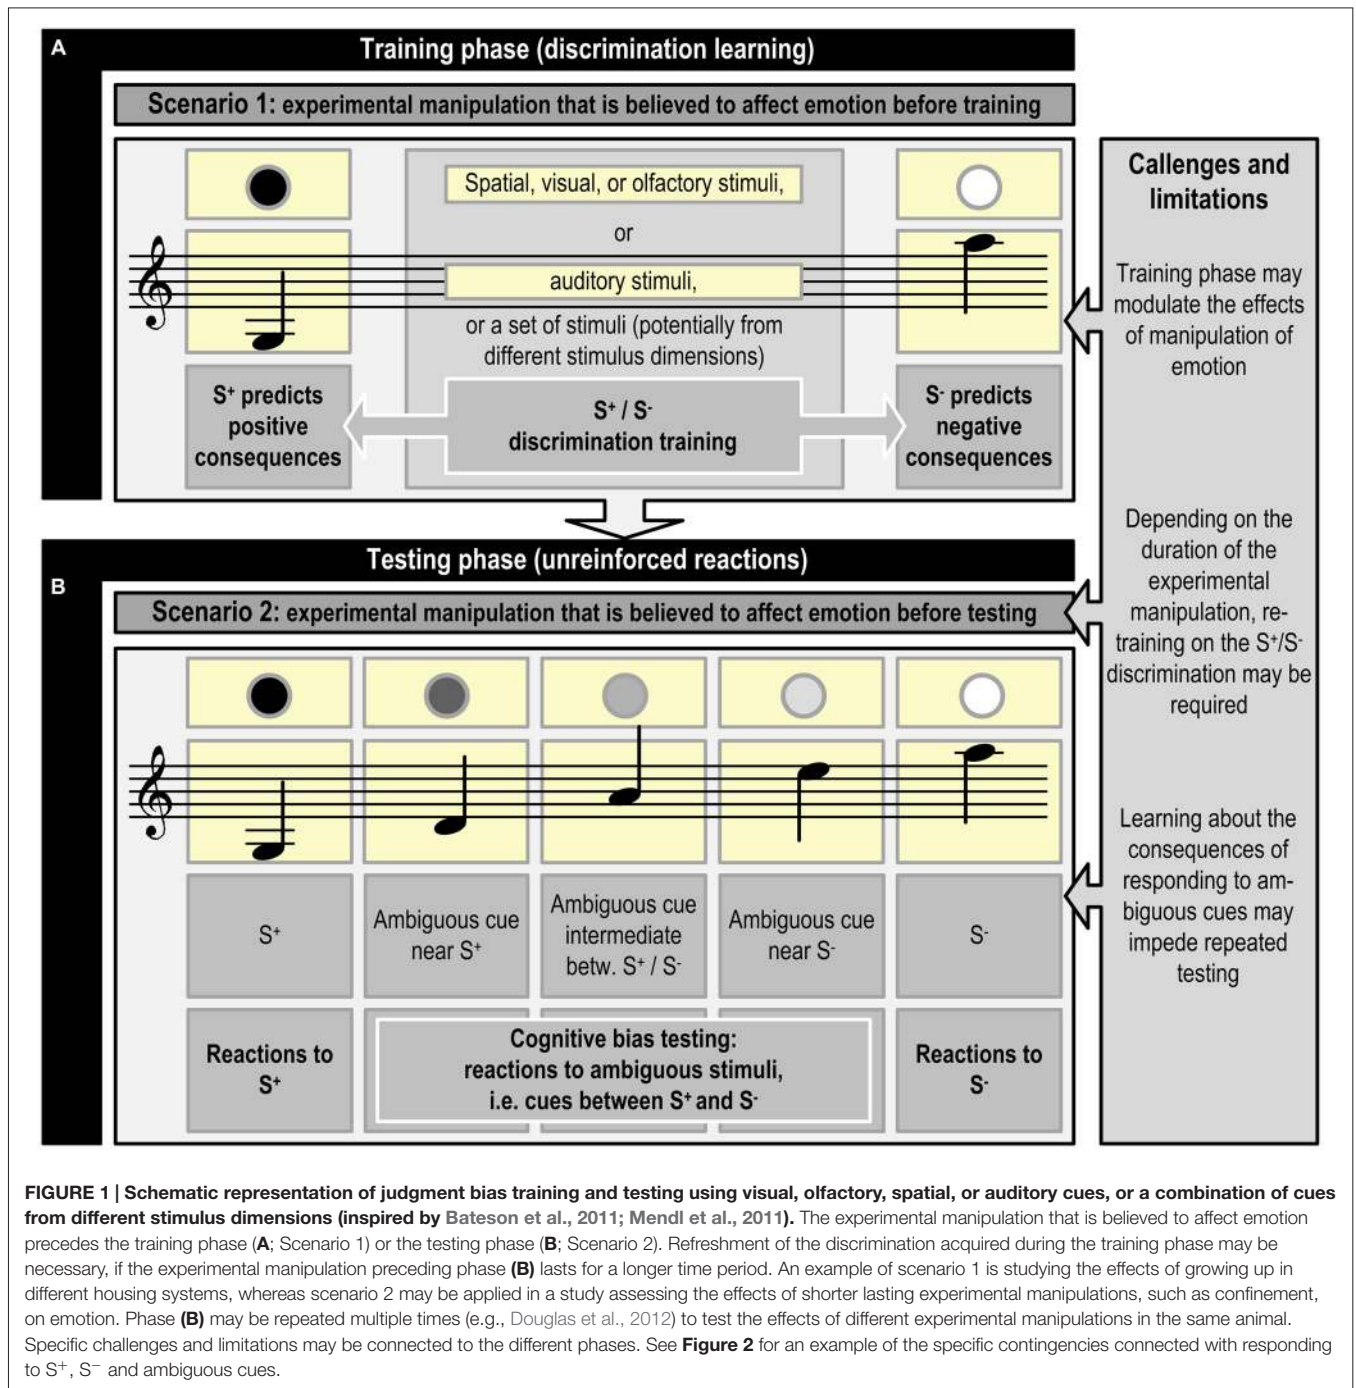 A
Training phase (discrimination learning)
Scenario 1: experimental manipulation that is believed to affect emotion before training
Spatial, visual, or olfactory stimuli,
or
auditory stimuli,
or a set of stimuli (potentially from
different stimulus dimensions)
S+ predicts
positive
consequences
S+ / S-
discrimination training
S- predicts
negative
consequences
B
Testing phase (unreinforced reactions)
Scenario 2: experimental manipulation that is believed to affect emotion before testing
S+
Ambiguous cue
near S+
Ambiguous cue
intermediate
betw. S+ / S-
Ambiguous cue
near S-
S-
Reactions to
S+
Cognitive bias testing:
reactions to ambiguous stimuli,
i.e. cues between S+ and S-
Reactions to
S-
Callenges and
limitations
Training phase may
modulate the effects
of manipulation of
emotion
Depending on the
duration of the
experimental
manipulation, re-
training on the S+/S-
discrimination may be
required
Learning about the
consequences of
responding to am-
biguous cues may
impede repeated
testing
FIGURE 1 | Schematic representation of judgment bias training and testing using visual, olfactory, spatial, or auditory cues, or a combination of cues
from different stimulus dimensions (inspired by Bateson et al., 2011; Mendl et al., 2011). The experimental manipulation that is believed to affect emotion
precedes the training phase (A; Scenario 1) or the testing phase (B; Scenario 2). Refreshment of the discrimination acquired during the training phase may be
necessary, if the experimental manipulation preceding phase (B) lasts for a longer time period. An example of scenario 1 is studying the effects of growing up in
different housing systems, whereas scenario 2 may be applied in a study assessing the effects of shorter lasting experimental manipulations, such as confinement,
on emotion. Phase (B) may be repeated multiple times (e.g., Douglas et al., 2012) to test the effects of different experimental manipulations in the same animal.
Specific challenges and limitations may be connected to the different phases. See Figure 2 for an example of the specific contingencies connected with responding
to S+, S− and ambiguous cues.